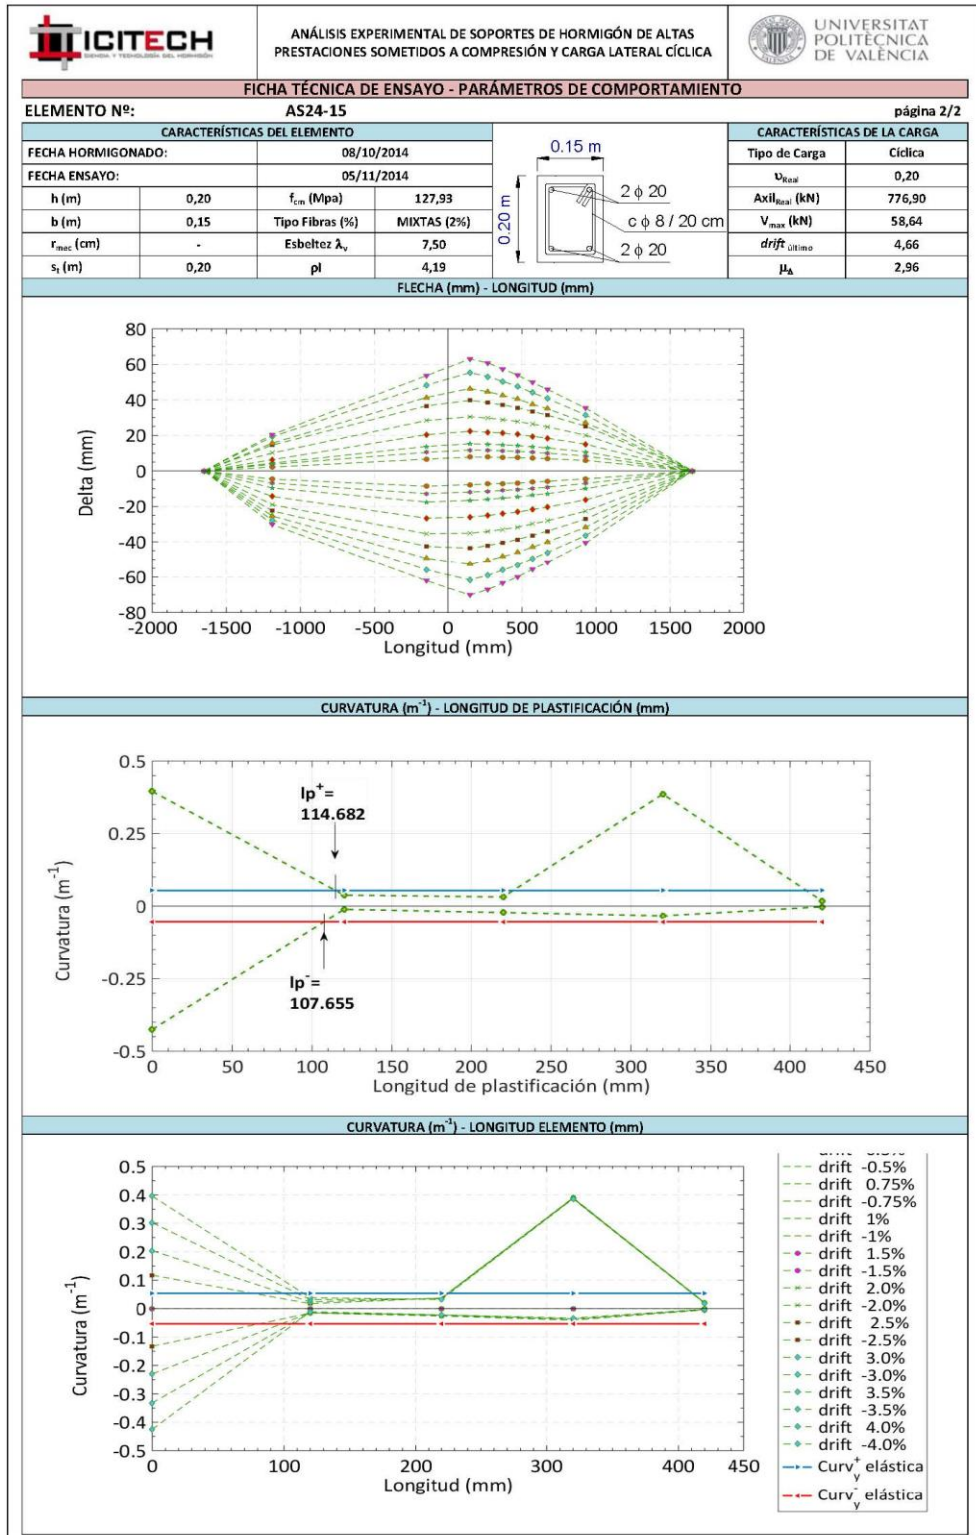 ICITECH
CIENCIA Y TECNOLOGÍA DEL HORMIGÓN
ANÁLISIS EXPERIMENTAL DE SOPORTES DE HORMIGÓN DE ALTAS
PRESTACIONES SOMETIDOS A COMPRESIÓN Y CARGA LATERAL CÍCLICA
UNIVERSITAT
POLITÈCNICA
DE VALÈNCIA
FICHA TÉCNICA DE ENSAYO - PARÁMETROS DE COMPORTAMIENTO
ELEMENTO Nº: AS24-15 página 2/2
CARACTERÍSTICAS DEL ELEMENTO
FECHA HORMIGONADO: 08/10/2014
FECHA ENSAYO: 05/11/2014
h (m) 0,20 fcm (Mpa) 127,93
b (m) 0,15 Tipo Fibras (%) MIXTAS (2%)
rmec (cm) - Esbeltez λv 7,50
st (m) 0,20 ρl 4,19
0.15 m
0.20 m
2 ϕ 20
c ϕ 8 / 20 cm
2 ϕ 20
CARACTERÍSTICAS DE LA CARGA
Tipo de Carga Cíclica
υReal 0,20
AxilReal (kN) 776,90
Vmax (kN) 58,64
drift último 4,66
μΔ 2,96
FLECHA (mm) - LONGITUD (mm)
80
60
40
20
0
-20
-40
-60
-80
Delta (mm)
-2000 -1500 -1000 -500 0 500 1000 1500 2000
Longitud (mm)
CURVATURA (m-1) - LONGITUD DE PLASTIFICACIÓN (mm)
0.5
0.25
0
-0.25
-0.5
Curvatura (m-1)
lp+=
114.682
lp-=
107.655
0 50 100 150 200 250 300 350 400 450
Longitud de plastificación (mm)
CURVATURA (m-1) - LONGITUD ELEMENTO (mm)
0.5
0.4
0.3
0.2
0.1
0
-0.1
-0.2
-0.3
-0.4
-0.5
Curvatura (m-1)
0 100 200 300 400 450
Longitud (mm)
drift -0.5%
drift 0.75%
drift -0.75%
drift 1%
drift -1%
drift 1.5%
drift -1.5%
drift 2.0%
drift -2.0%
drift 2.5%
drift -2.5%
drift 3.0%
drift -3.0%
drift 3.5%
drift -3.5%
drift 4.0%
drift -4.0%
Curvy+ elástica
Curvy- elástica